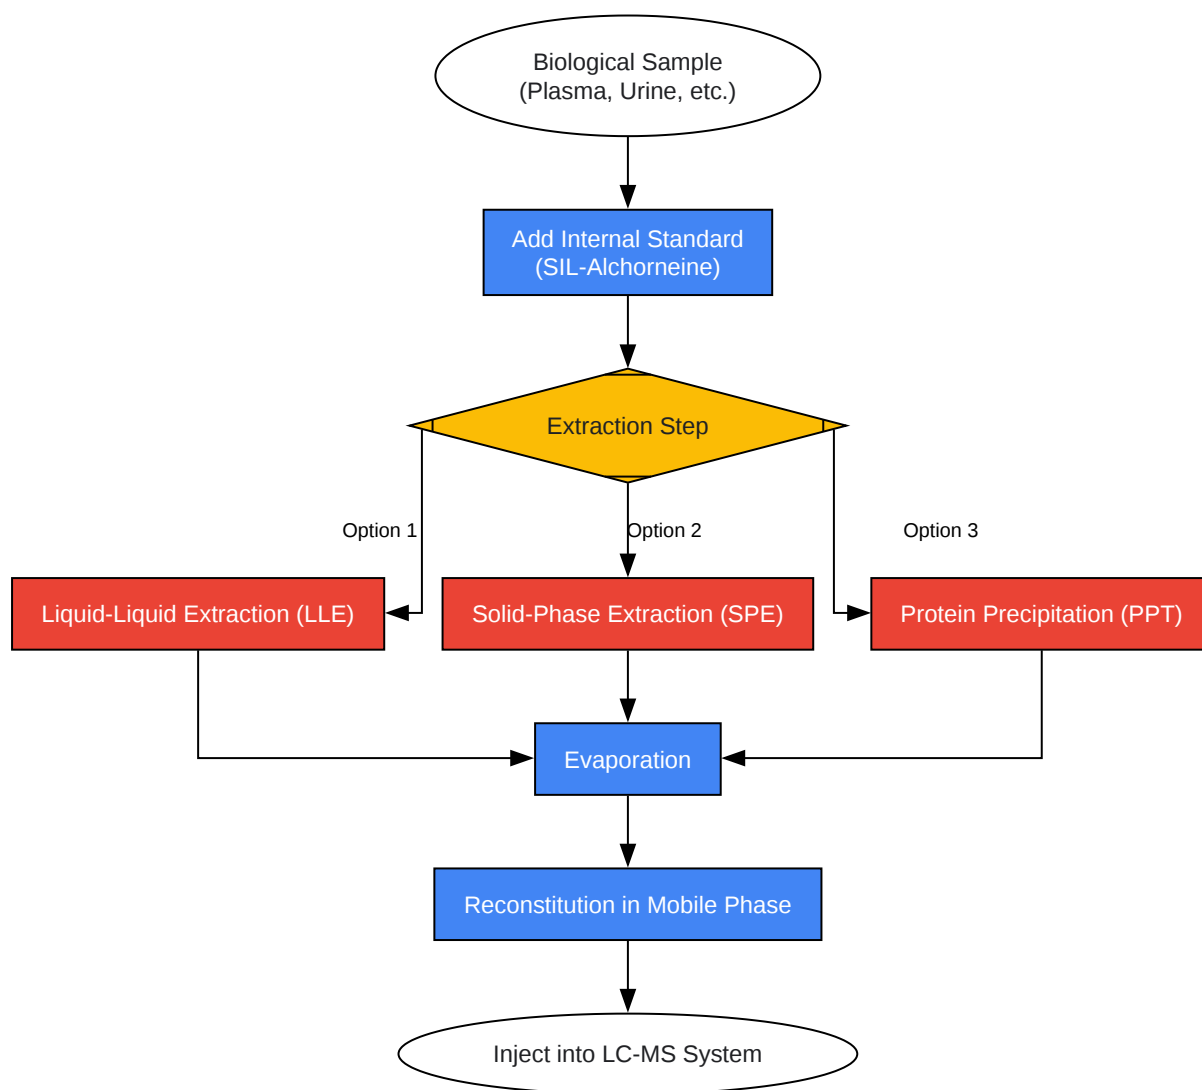 Biological Sample
(Plasma, Urine, etc.)
Add Internal Standard
(SIL-Alchorneine)
Extraction Step
Option 1
Option 2
Option 3
Liquid-Liquid Extraction (LLE)
Solid-Phase Extraction (SPE)
Protein Precipitation (PPT)
Evaporation
Reconstitution in Mobile Phase
Inject into LC-MS System